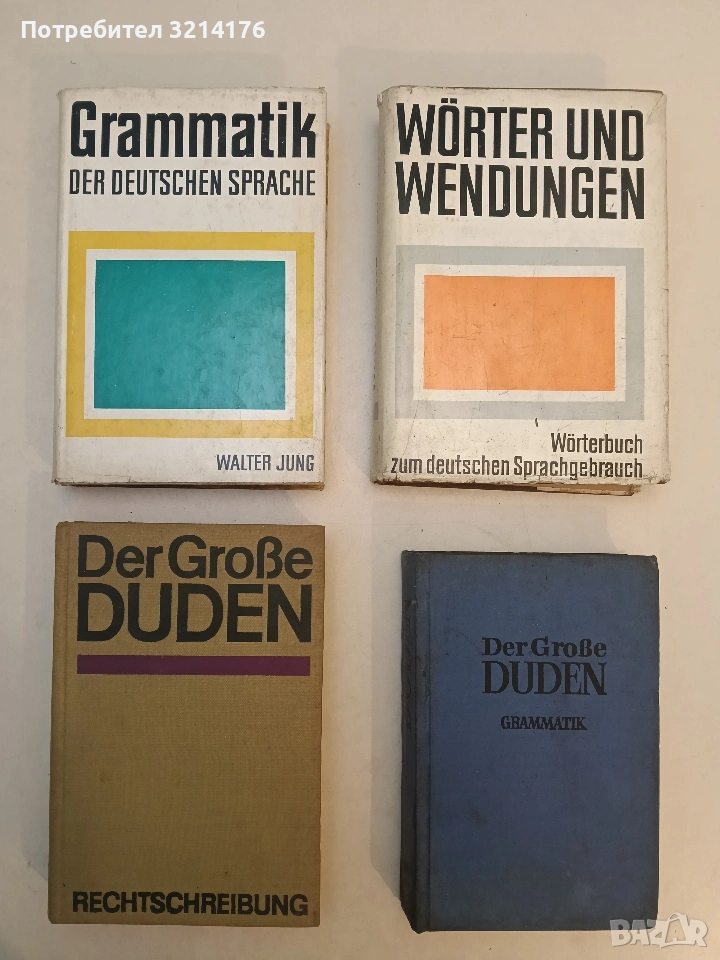 Потребител 3214176
Grammatik
DER DEUTSCHEN SPRACHE
WALTER JUNG
WÖRTER UND
WENDUNGEN
Wörterbuch
zum deutschen Sprachgebrauch
Der Große
DUDEN
RECHTSCHREIBUNG
Der Große
DUDEN
GRAMMATIK
BAZAR